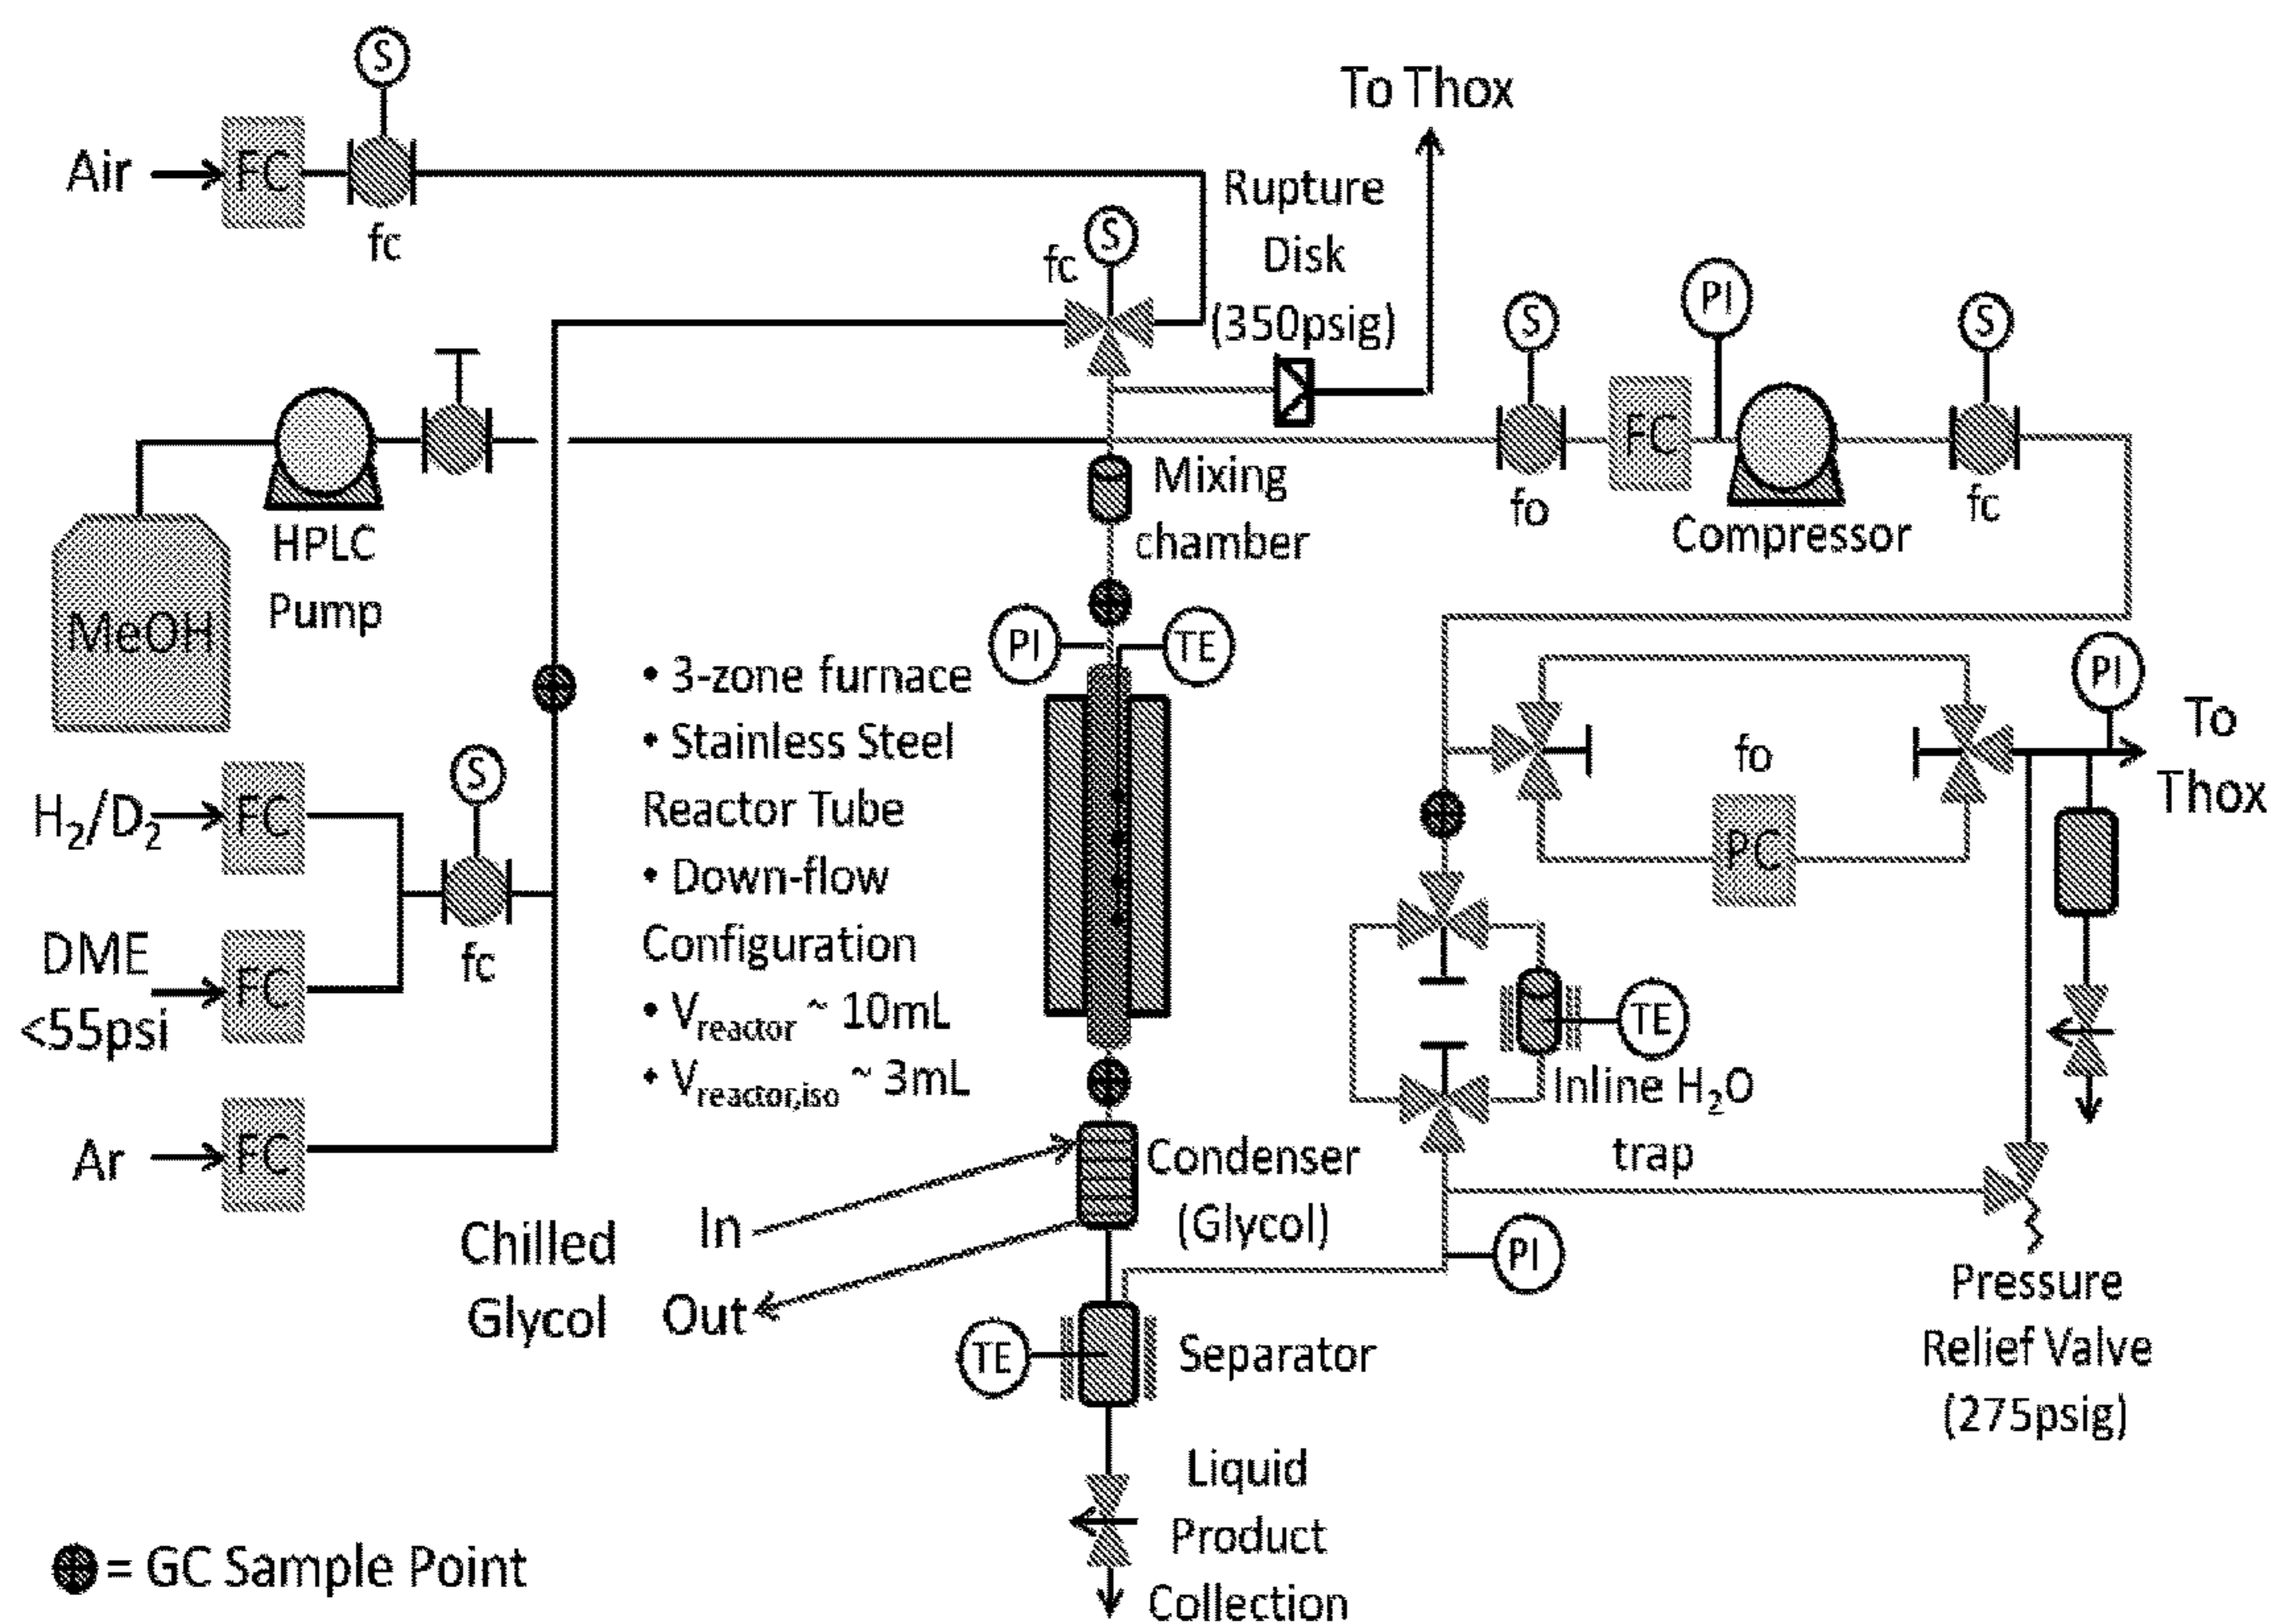 S
To Thox
Air
FC
fc
Rupture
Disk
(350psig)
S
fc
S
PI
S
FC
fo
Compressor
fc
HPLC
Pump
MeOH
Mixing
chamber
PI
TE
• 3-zone furnace
• Stainless Steel
Reactor Tube
• Down-flow
Configuration
• Vreactor ~ 10mL
• Vreactor,iso ~ 3mL
H2/D2
FC
S
fc
DME
<55psi
FC
Ar
FC
PI
To
Thox
fo
PC
TE
Inline H2O
trap
Chilled
Glycol
In
Out
Condenser
(Glycol)
PI
TE
Separator
Pressure
Relief Valve
(275psig)
Liquid
Product
Collection
= GC Sample Point